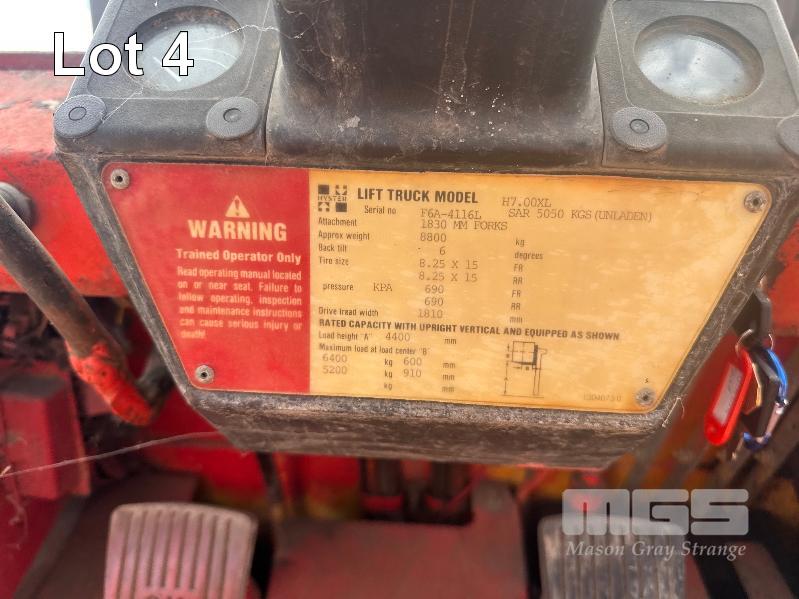 Lot 4
WARNING
Trained Operator Only
Read operating manual located
on or near seat. Failure to
follow operating, inspection
and maintenance instructions
can cause serious injury or
death!
HYSTER
LIFT TRUCK MODEL H7.00XL
Serial no F6A-4116L SAR 5050 KGS(UNLADEN)
Attachment 1830 MM FORKS
Approx weight 8800 kg
Back tilt 6 degrees
Tire size 8.25 X 15 FR
8.25 X 15 RR
pressure KPA 690 FR
690 RR
Drive tread width 1810 mm
RATED CAPACITY WITH UPRIGHT VERTICAL AND EQUIPPED AS SHOWN
Load height "A" 4400 mm
Maximum load at load center "B"
6400 kg 600 mm
5200 kg 910 mm
kg mm
MGS
Mason Gray Strange